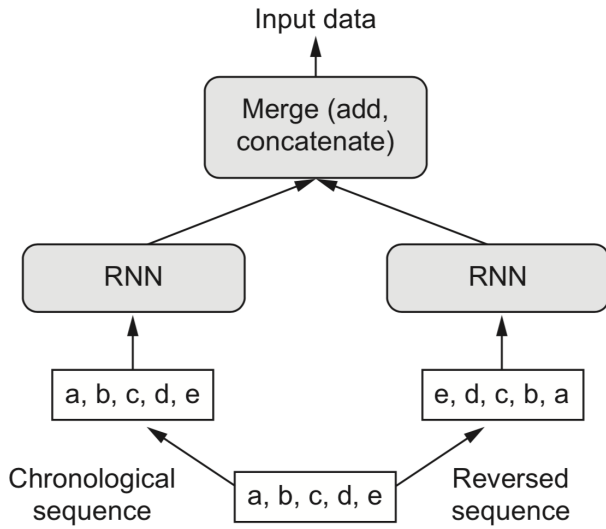 Input data
Merge (add,
concatenate)
RNN
RNN
a, b, c, d, e
e, d, c, b, a
Chronological
sequence
a, b, c, d, e
Reversed
sequence